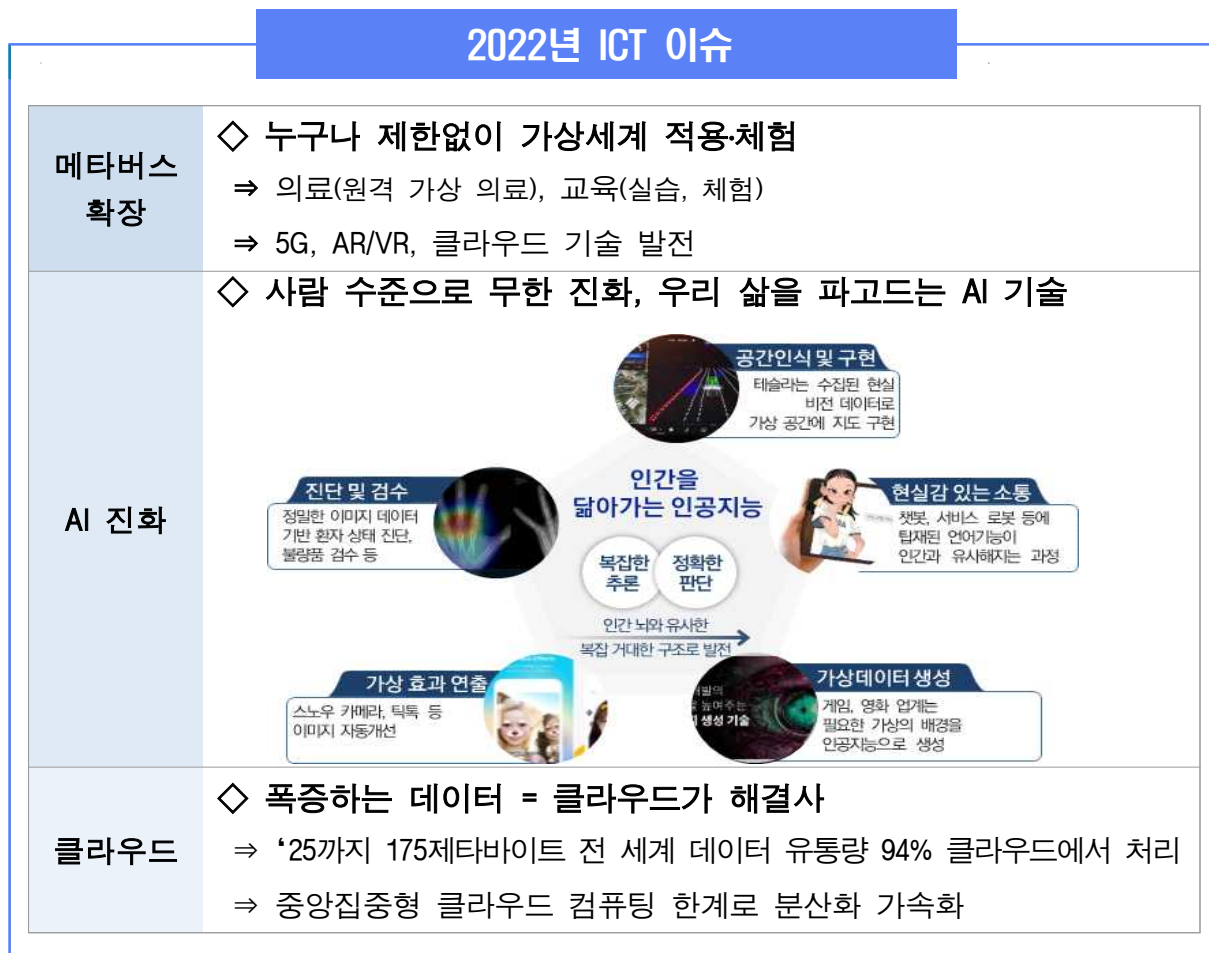 2022년 ICT 이슈
메타버스
확장
◇ 누구나 제한없이 가상세계 적용·체험
⇒ 의료(원격 가상 의료), 교육(실습, 체험)
⇒ 5G, AR/VR, 클라우드 기술 발전
AI 진화
◇ 사람 수준으로 무한 진화, 우리 삶을 파고드는 AI 기술
공간인식 및 구현
테슬라는 수집된 현실
비전 데이터로
가상 공간에 지도 구현
진단 및 검수
정밀한 이미지 데이터
기반 환자 상태 진단,
불량품 검수 등
인간을
닮아가는 인공지능
복잡한
추론
정확한
판단
인간 뇌와 유사한
복잡 거대한 구조로 발전
현실감 있는 소통
챗봇, 서비스 로봇 등에
탑재된 언어기능이
인간과 유사해지는 과정
가상 효과 연출
스노우 카메라, 틱톡 등
이미지 자동개선
개발의
높여주는
생성 기술
가상데이터 생성
게임, 영화 업계는
필요한 가상의 배경을
인공지능으로 생성
클라우드
◇ 폭증하는 데이터 = 클라우드가 해결사
⇒ ‘25까지 175제타바이트 전 세계 데이터 유통량 94% 클라우드에서 처리
⇒ 중앙집중형 클라우드 컴퓨팅 한계로 분산화 가속화